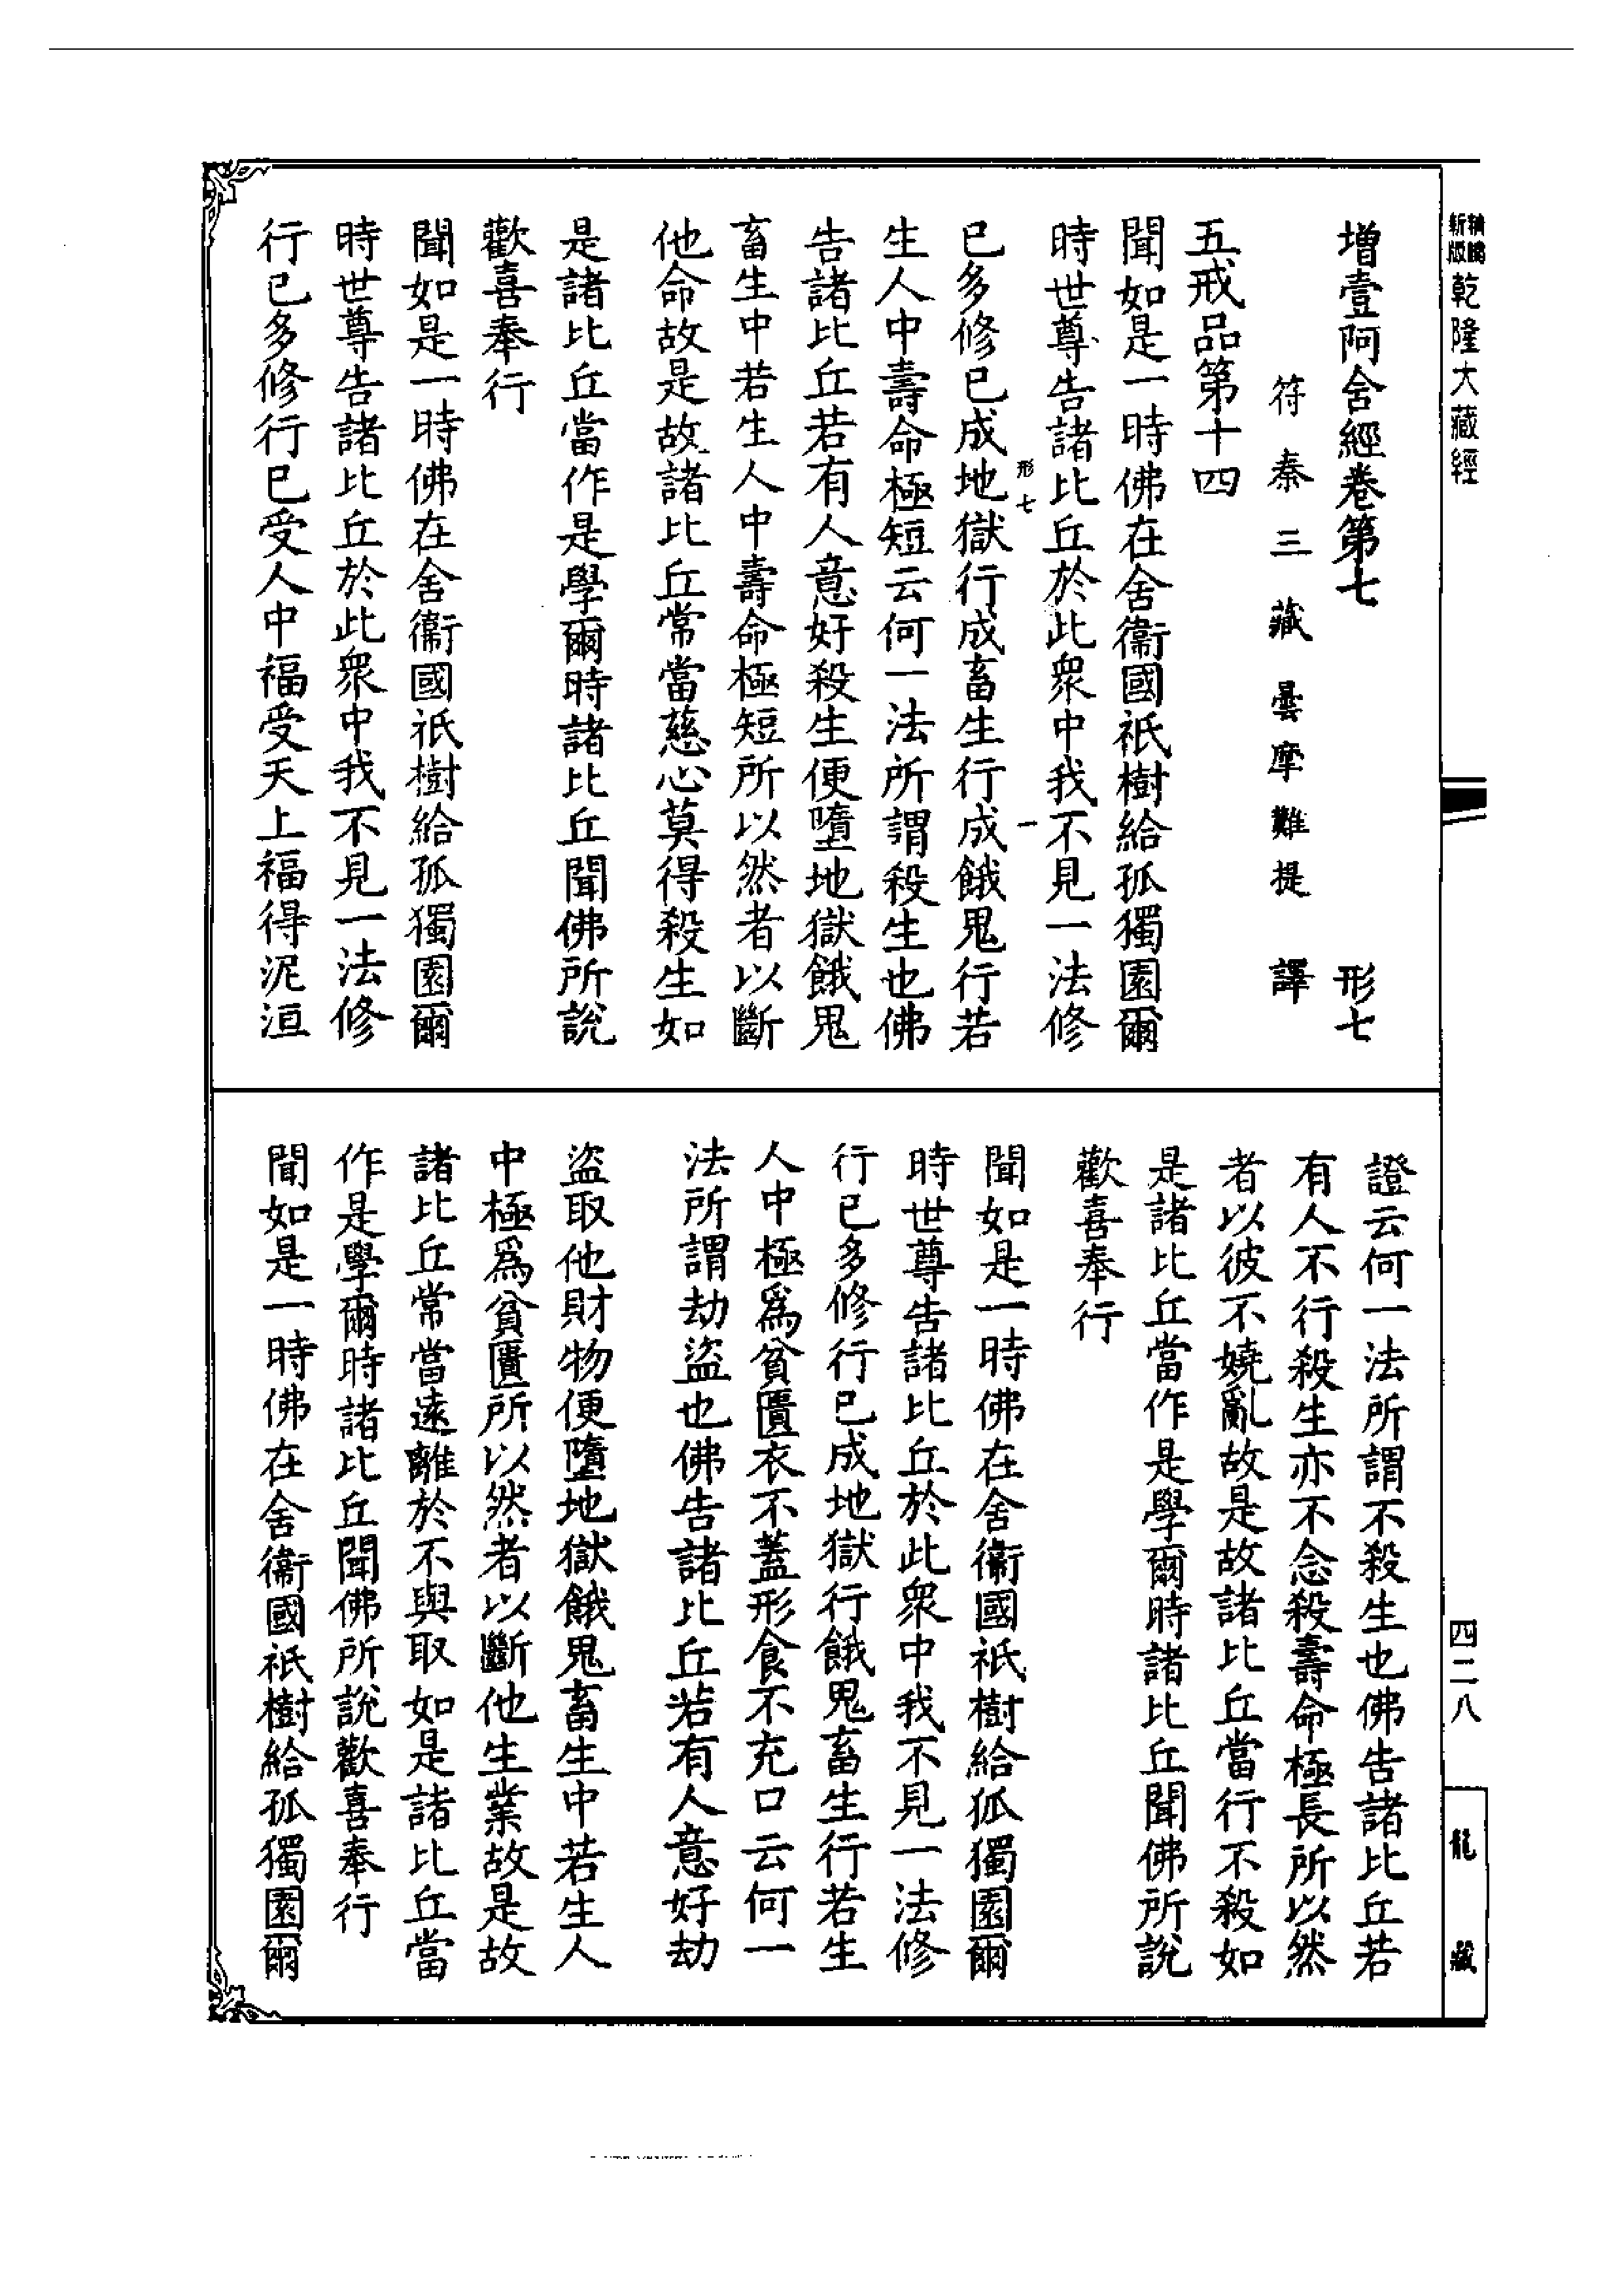 新版
精縮
乾隆大藏經
增壹阿含經卷第七 形七
符秦三藏曇摩難提 譯
五戒品第十四
聞如是一時佛在舍衞國祇樹給孤獨園爾
時世尊告諸比丘於此衆中我不見一法修
形七 一
已多修已成地獄行成畜生行成餓鬼行若
生人中壽命極短云何一法所謂殺生也佛
告諸比丘若有人意好殺生便墮地獄餓鬼
畜生中若生人中壽命極短所以然者以斷
他命故是故諸比丘常當慈心莫得殺生如
是諸比丘當作是學爾時諸比丘聞佛所說
歡喜奉行
聞如是一時佛在舍衞國祇樹給孤獨園爾
時世尊告諸比丘於此衆中我不見一法修
行已多修行已受人中福受天上福得泥洹
證云何一法所謂不殺生也佛告諸比丘若
有人不行殺生亦不念殺壽命極長所以然
者以彼不嬈亂故是故諸比丘當行不殺如
是諸比丘當作是學爾時諸比丘聞佛所說
歡喜奉行
聞如是一時佛在舍衞國祇樹給孤獨園爾
時世尊告諸比丘於此衆中我不見一法修
行已多修行已成地獄行餓鬼畜生行若生
人中極爲貧匱衣不蓋形食不充口云何一
法所謂劫盜也佛告諸比丘若有人意好劫
盜取他財物便墮地獄餓鬼畜生中若生人
中極爲貧匱所以然者以斷他生業故是故
諸比丘常當遠離於不與取如是諸比丘當
作是學爾時諸比丘聞佛所說歡喜奉行
聞如是一時佛在舍衞國祇樹給孤獨園爾
四二八
龍藏